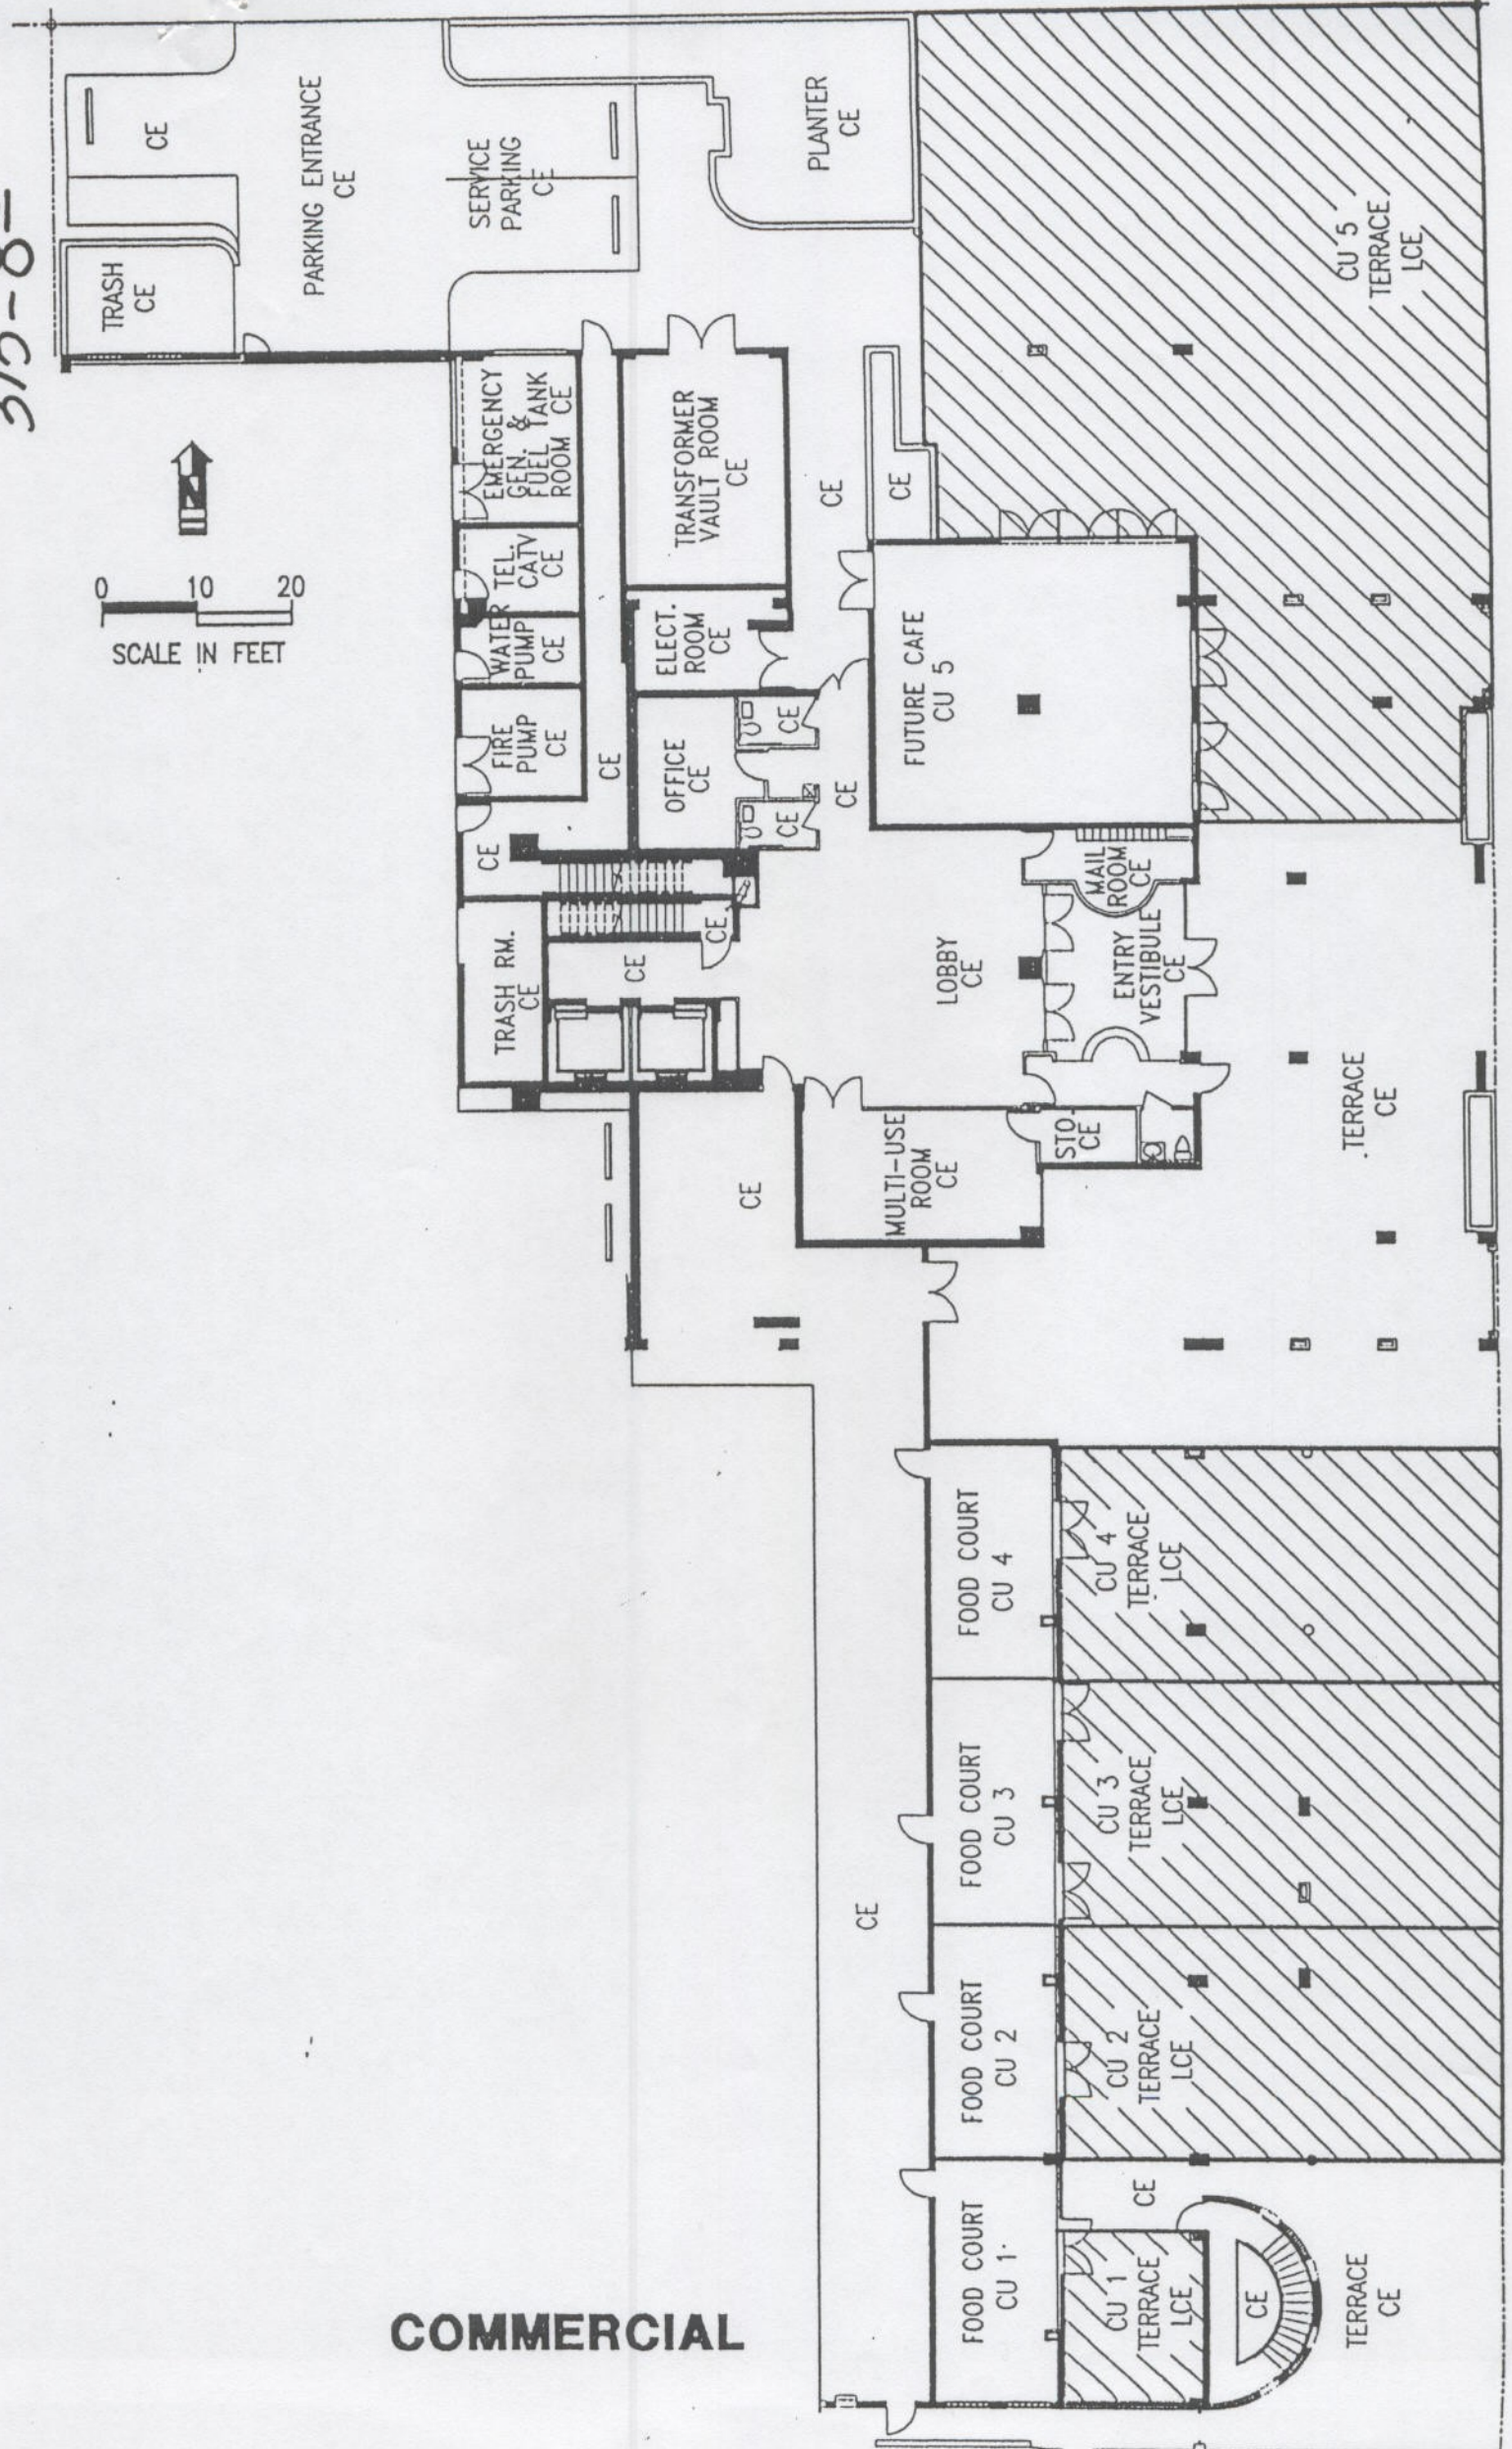 313-8-
CE
TRASH
CE
PARKING ENTRANCE
CE
SERVICE
PARKING
CE
PLANTER
CE
CU 5
TERRACE
LCE
N
0 10 20
SCALE IN FEET
EMERGENCY
GEN. &
FUEL TANK
ROOM CE
TEL.
CATV
CE
WATER
PUMP
CE
FIRE
PUMP
CE
CE
CE
TRANSFORMER
VAULT ROOM
CE
ELECT.
ROOM
CE
OFFICE
CE
CE
CE
CE
CE
CE
FUTURE CAFE
CU 5
TRASH RM.
CE
CE
CE
LOBBY
CE
MAIL
ROOM
CE
ENTRY
VESTIBULE
CE
CE
MULTI-USE
ROOM
CE
STO.
CE
TERRACE
CE
FOOD COURT
CU 4
CU 4
TERRACE
LCE
FOOD COURT
CU 3
CU 3
TERRACE
LCE
CE
FOOD COURT
CU 2
CU 2
TERRACE
LCE
FOOD COURT
CU 1
CU 1
TERRACE
LCE
CE
CE
TERRACE
CE
COMMERCIAL